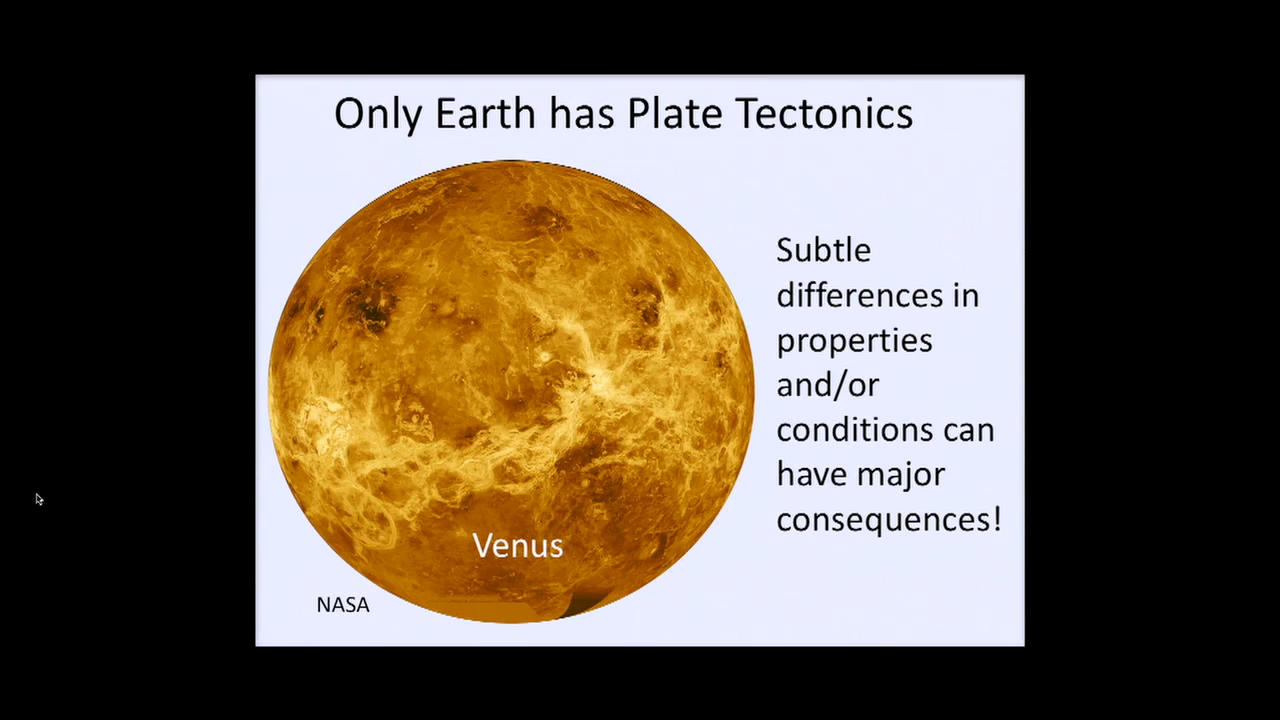 Only Earth has Plate Tectonics
Subtle
differences in
properties
and/or
conditions can
have major
consequences!
Venus
NASA